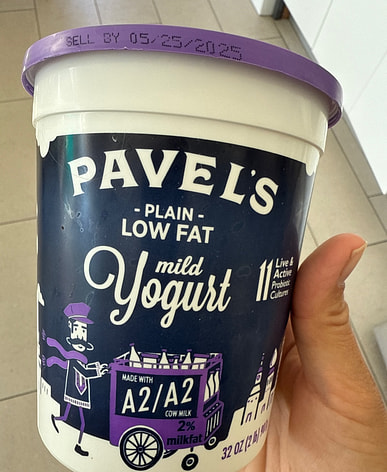 SELL BY 05/25/2025
PAVEL'S
- PLAIN -
LOW FAT
mild
Yogurt
11 Live &
Active
Probiotic
Cultures
MADE WITH
A2/A2
COW MILK
2%
milkfat
32 OZ (2 lb)